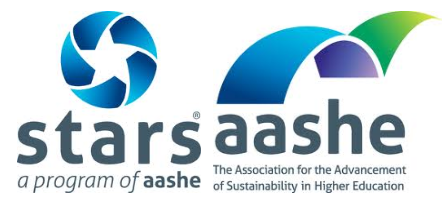 stars®
a program of aashe
aashe
The Association for the Advancement
of Sustainability in Higher Education